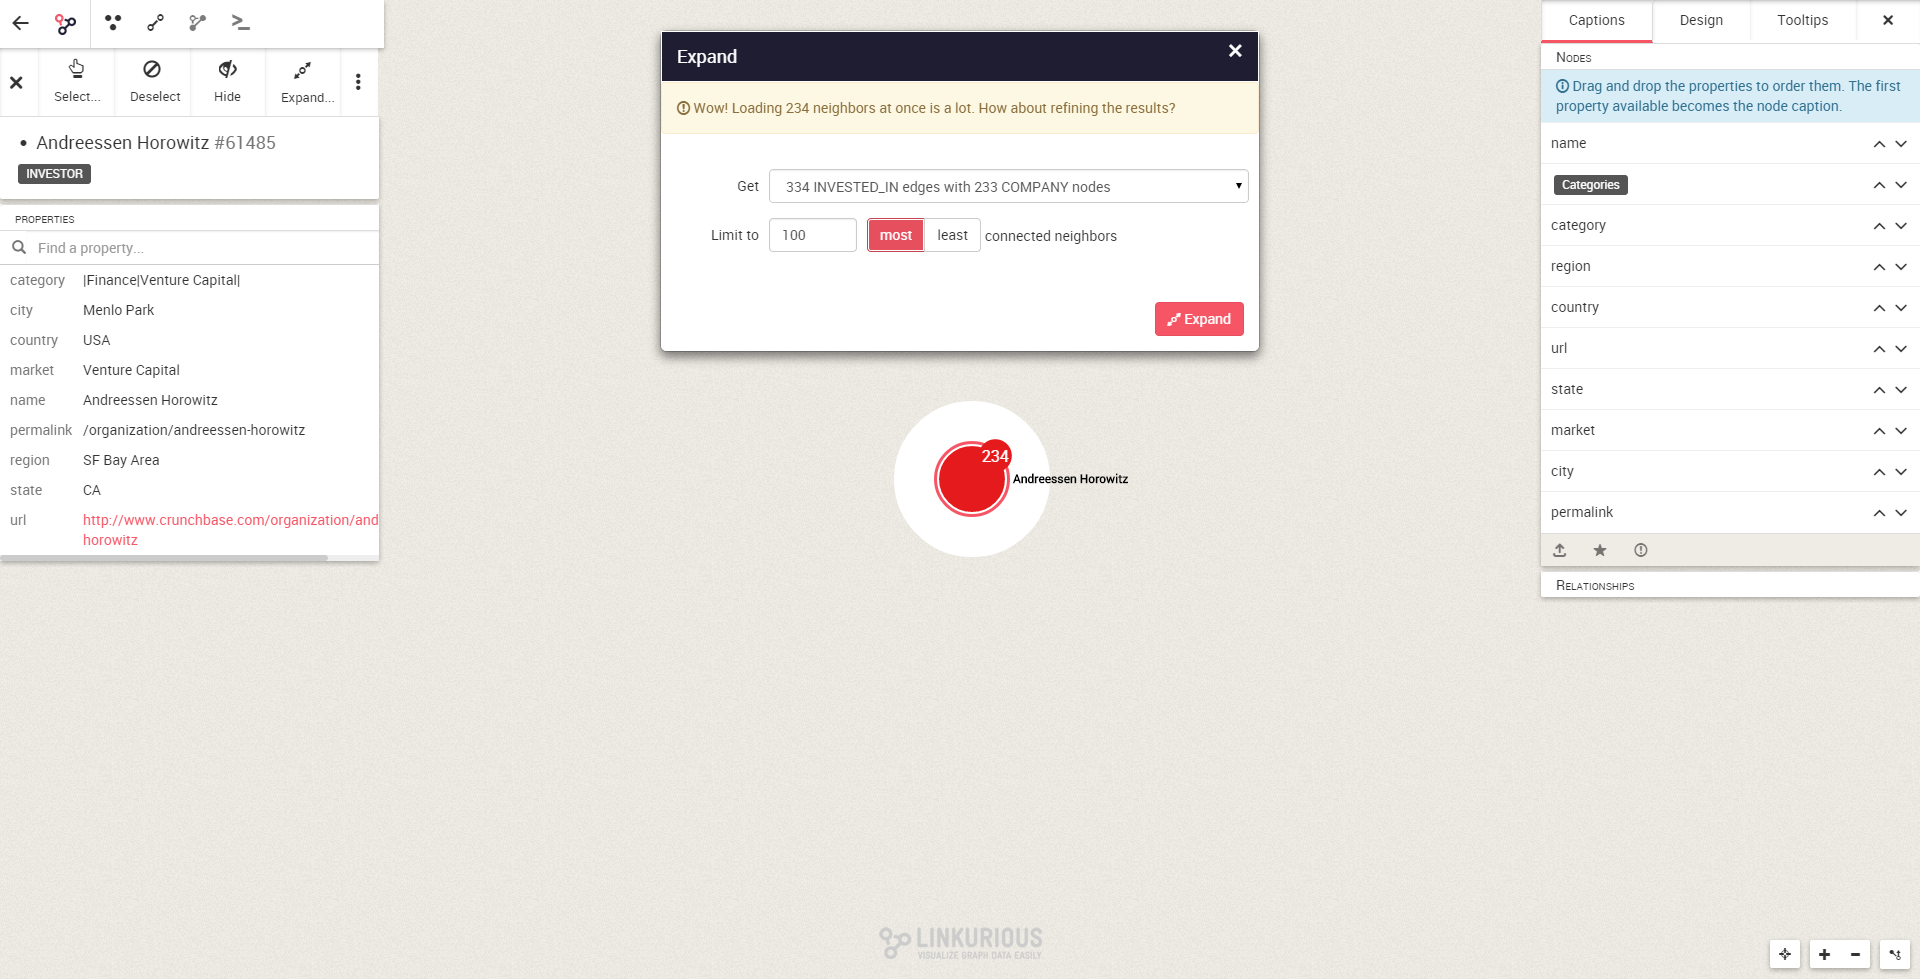 Select...
Deselect
Hide
Expand...
Andreessen Horowitz #61485
INVESTOR
PROPERTIES
Find a property...
category |Finance|Venture Capital|
city Menlo Park
country USA
market Venture Capital
name Andreessen Horowitz
permalink /organization/andreessen-horowitz
region SF Bay Area
state CA
url http://www.crunchbase.com/organization/and
horowitz
Expand
Wow! Loading 234 neighbors at once is a lot. How about refining the results?
Get 334 INVESTED_IN edges with 233 COMPANY nodes
Limit to 100 most least connected neighbors
Expand
234
Andreessen Horowitz
LINKURIOUS
VISUALIZE GRAPH DATA EASILY
Captions Design Tooltips
NODES
Drag and drop the properties to order them. The first
property available becomes the node caption.
name
Categories
category
region
country
url
state
market
city
permalink
RELATIONSHIPS